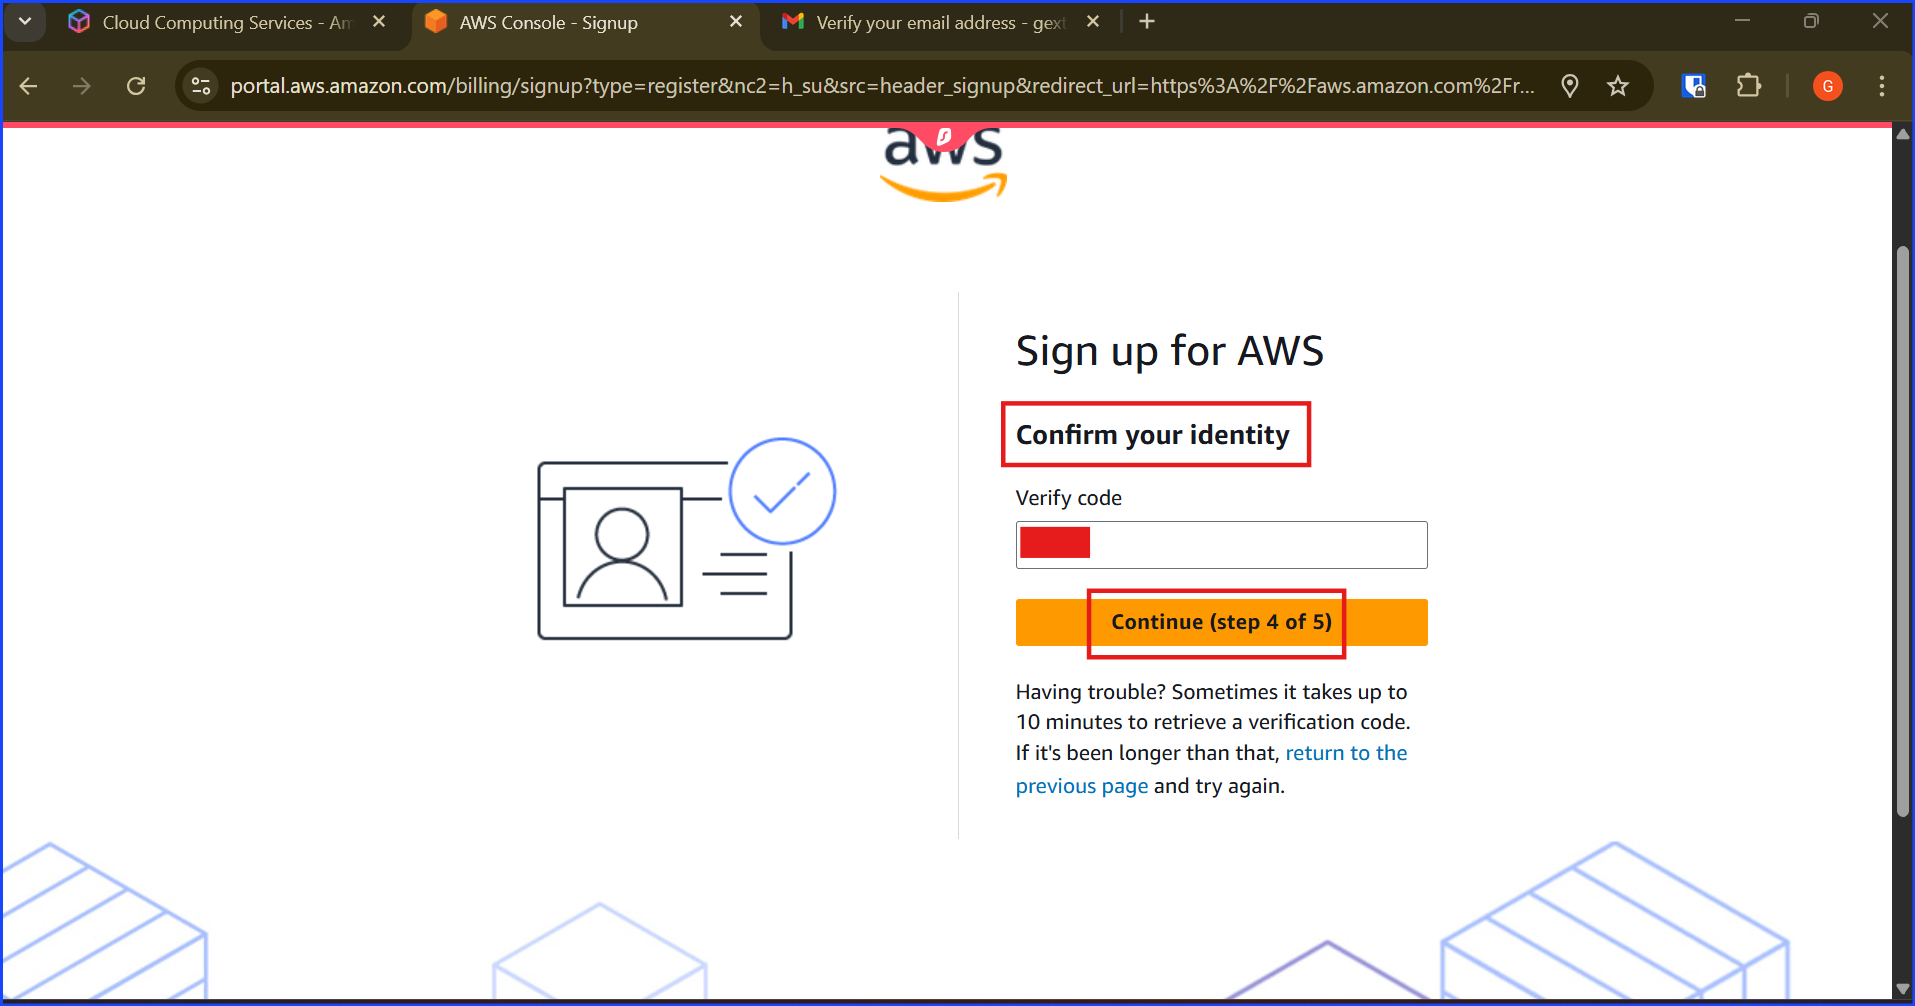 Cloud Computing Services - Am
AWS Console - Signup
Verify your email address - gext
portal.aws.amazon.com/billing/signup?type=register&nc2=h_su&src=header_signup&redirect_url=https%3A%2F%2Faws.amazon.com%2Fr...
G
aws
Sign up for AWS
Confirm your identity
Verify code
Continue (step 4 of 5)
Having trouble? Sometimes it takes up to
10 minutes to retrieve a verification code.
If it's been longer than that, return to the
previous page and try again.